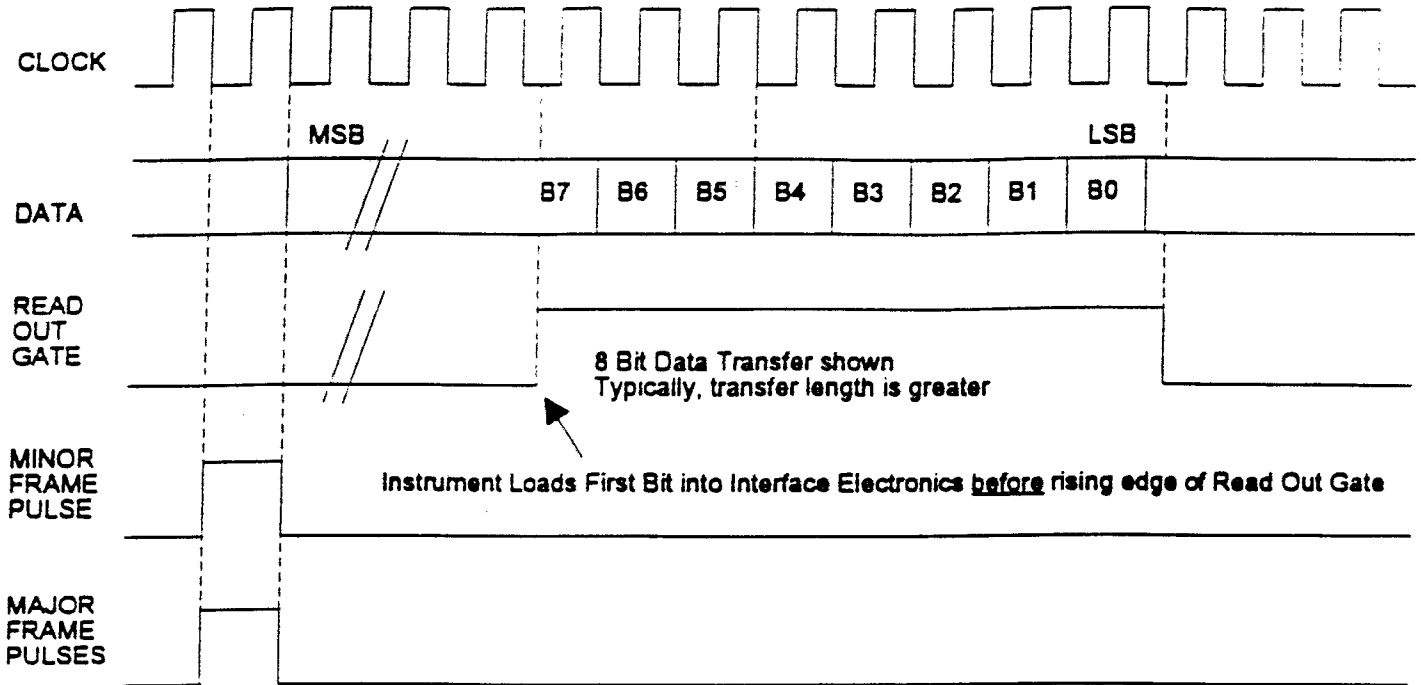 CLOCK
MSB
LSB
DATA
B7 B6 B5 B4 B3 B2 B1 B0
READ
OUT
GATE
8 Bit Data Transfer shown
Typically, transfer length is greater
MINOR
FRAME
PULSE
Instrument Loads First Bit into Interface Electronics before rising edge of Read Out Gate
MAJOR
FRAME
PULSES